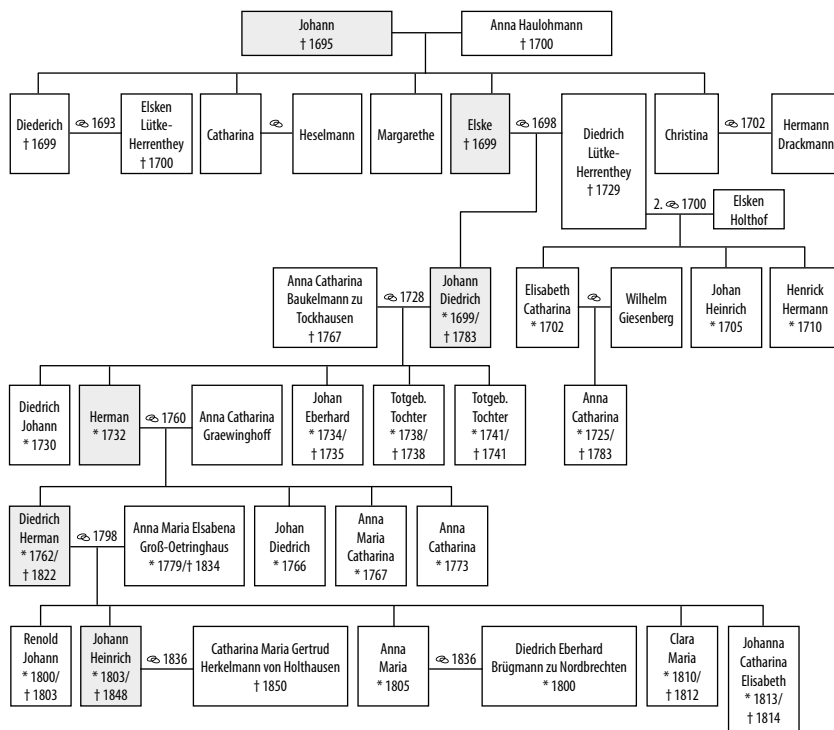 Johann
† 1695
Anna Haulohmann
† 1700
Diederich
† 1699
⚭ 1693
Elsken
Lütke-
Herrenthey
† 1700
Catharina
⚭
Heselmann
Margarethe
Elske
† 1699
⚭ 1698
Diedrich
Lütke-
Herrenthey
† 1729
Christina
⚭ 1702
Hermann
Drackmann
2. ⚭ 1700
Elsken
Holthof
Anna Catharina
Baukelmann zu
Tockhausen
† 1767
⚭ 1728
Johann
Diedrich
* 1699/
† 1783
Elisabeth
Catharina
* 1702
⚭
Wilhelm
Giesenberg
Johan
Heinrich
* 1705
Henrick
Hermann
* 1710
Diedrich
Johann
* 1730
Herman
* 1732
⚭ 1760
Anna Catharina
Graewinghoff
Johan
Eberhard
* 1734/
† 1735
Totgeb.
Tochter
* 1738/
† 1738
Totgeb.
Tochter
* 1741/
† 1741
Anna
Catharina
* 1725/
† 1783
Diedrich
Herman
* 1762/
† 1822
⚭ 1798
Anna Maria Elsabena
Groß-Oetringhaus
* 1779/† 1834
Johan
Diedrich
* 1766
Anna
Maria
Catharina
* 1767
Anna
Catharina
* 1773
Renold
Johann
* 1800/
† 1803
Johann
Heinrich
* 1803/
† 1848
⚭ 1836
Catharina Maria Gertrud
Herkelmann von Holthausen
† 1850
Anna
Maria
* 1805
⚭ 1836
Diedrich Eberhard
Brügmann zu Nordbrechten
* 1800
Clara
Maria
* 1810/
† 1812
Johanna
Catharina
Elisabeth
* 1813/
† 1814